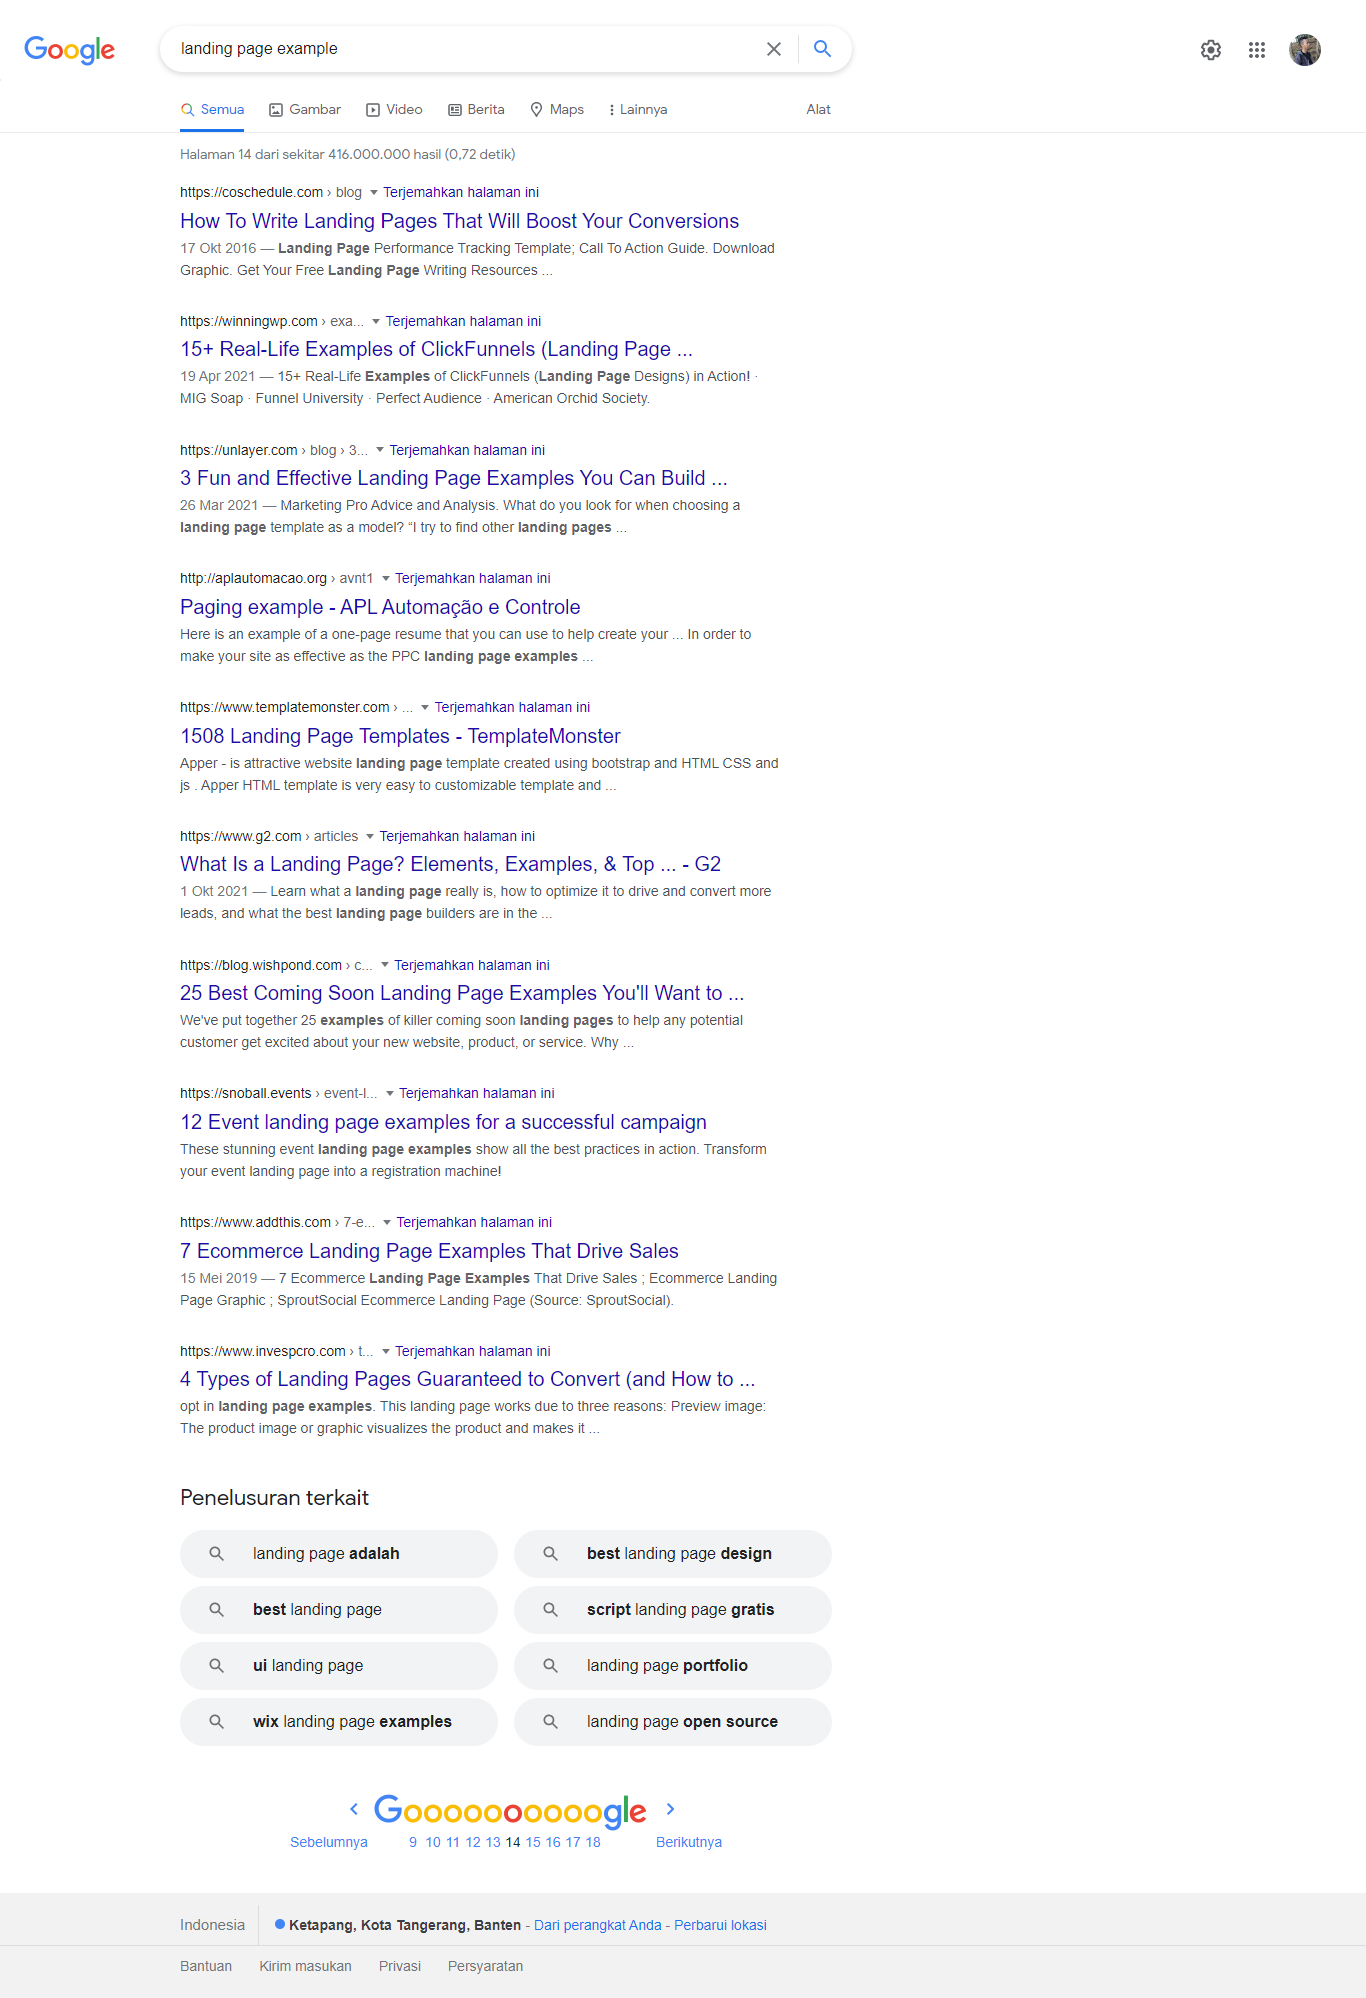 Google
landing page example
Semua Gambar Video Berita Maps Lainnya Alat
Halaman 14 dari sekitar 416.000.000 hasil (0,72 detik)
https://coschedule.com › blog Terjemahkan halaman ini
How To Write Landing Pages That Will Boost Your Conversions
17 Okt 2016 — Landing Page Performance Tracking Template; Call To Action Guide. Download
Graphic. Get Your Free Landing Page Writing Resources ...
https://winningwp.com › exa... Terjemahkan halaman ini
15+ Real-Life Examples of ClickFunnels (Landing Page ...
19 Apr 2021 — 15+ Real-Life Examples of ClickFunnels (Landing Page Designs) in Action! ·
MIG Soap · Funnel University · Perfect Audience · American Orchid Society.
https://unlayer.com › blog › 3... Terjemahkan halaman ini
3 Fun and Effective Landing Page Examples You Can Build ...
26 Mar 2021 — Marketing Pro Advice and Analysis. What do you look for when choosing a
landing page template as a model? “I try to find other landing pages ...
http://aplautomacao.org › avnt1 Terjemahkan halaman ini
Paging example - APL Automação e Controle
Here is an example of a one-page resume that you can use to help create your ... In order to
make your site as effective as the PPC landing page examples ...
https://www.templatemonster.com › ... Terjemahkan halaman ini
1508 Landing Page Templates - TemplateMonster
Apper - is attractive website landing page template created using bootstrap and HTML CSS and
js . Apper HTML template is very easy to customizable template and ...
https://www.g2.com › articles Terjemahkan halaman ini
What Is a Landing Page? Elements, Examples, & Top ... - G2
1 Okt 2021 — Learn what a landing page really is, how to optimize it to drive and convert more
leads, and what the best landing page builders are in the ...
https://blog.wishpond.com › c... Terjemahkan halaman ini
25 Best Coming Soon Landing Page Examples You'll Want to ...
We've put together 25 examples of killer coming soon landing pages to help any potential
customer get excited about your new website, product, or service. Why ...
https://snoball.events › event-l... Terjemahkan halaman ini
12 Event landing page examples for a successful campaign
These stunning event landing page examples show all the best practices in action. Transform
your event landing page into a registration machine!
https://www.addthis.com › 7-e... Terjemahkan halaman ini
7 Ecommerce Landing Page Examples That Drive Sales
15 Mei 2019 — 7 Ecommerce Landing Page Examples That Drive Sales ; Ecommerce Landing
Page Graphic ; SproutSocial Ecommerce Landing Page (Source: SproutSocial).
https://www.invespcro.com › t... Terjemahkan halaman ini
4 Types of Landing Pages Guaranteed to Convert (and How to ...
opt in landing page examples. This landing page works due to three reasons: Preview image:
The product image or graphic visualizes the product and makes it ...
Penelusuran terkait
landing page adalah
best landing page design
best landing page
script landing page gratis
ui landing page
landing page portfolio
wix landing page examples
landing page open source
Goooooooooogle
Sebelumnya 9 10 11 12 13 14 15 16 17 18 Berikutnya
Indonesia Ketapang, Kota Tangerang, Banten - Dari perangkat Anda - Perbarui lokasi
Bantuan Kirim masukan Privasi Persyaratan